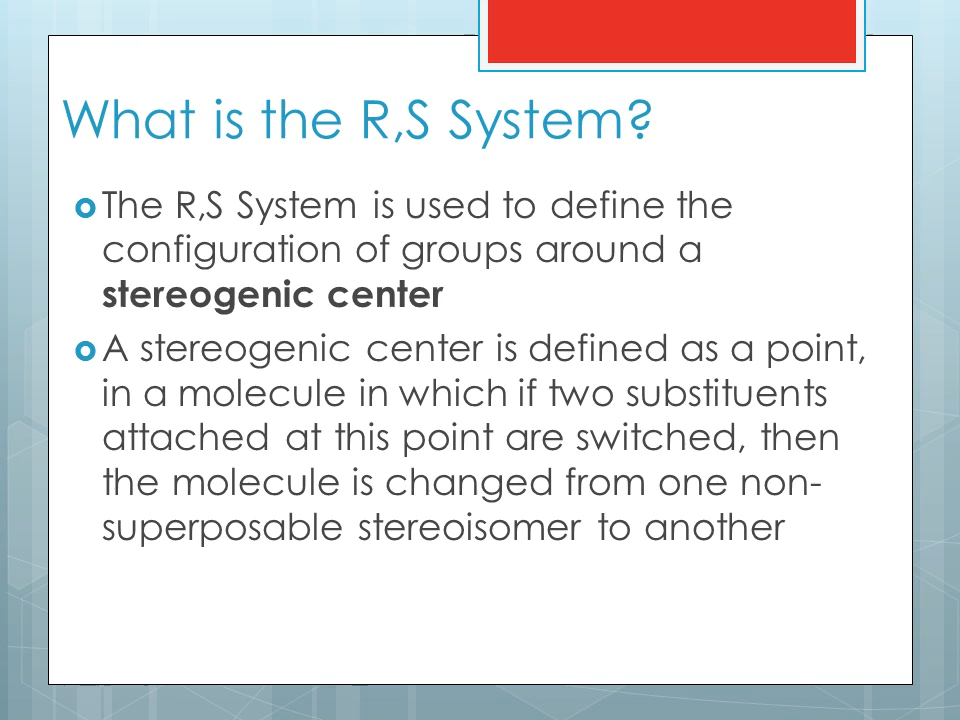 What is the R,S System?
The R,S System is used to define the
configuration of groups around a
stereogenic center
A stereogenic center is defined as a point,
in a molecule in which if two substituents
attached at this point are switched, then
the molecule is changed from one non-
superposable stereoisomer to another